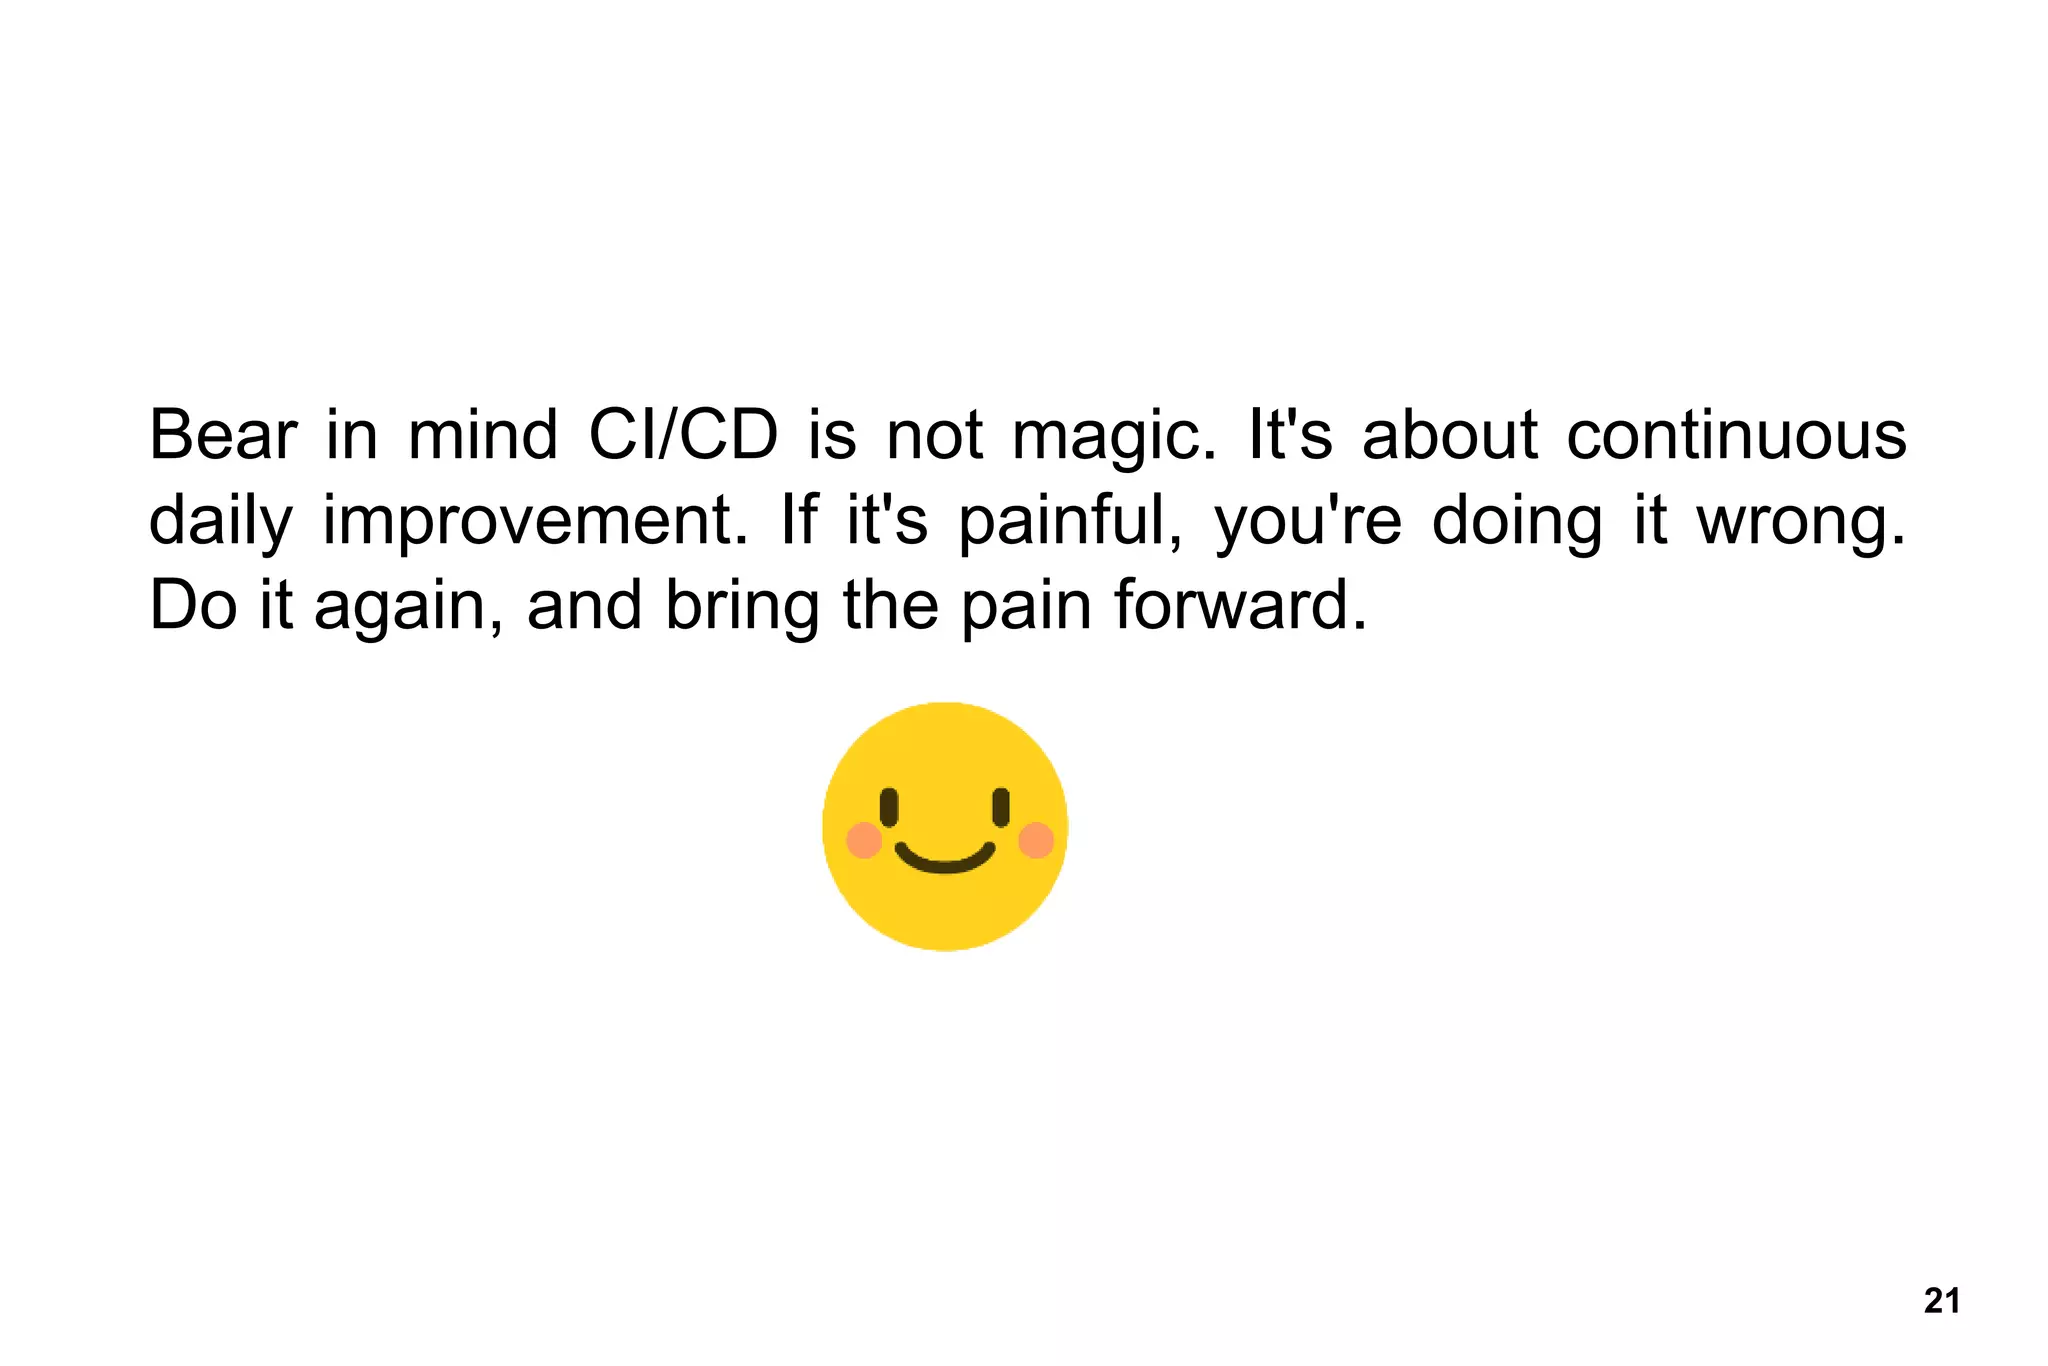 Bear in mind CI/CD is not magic. It's about continuous
daily improvement. If it's painful, you're doing it wrong.
Do it again, and bring the pain forward.
21